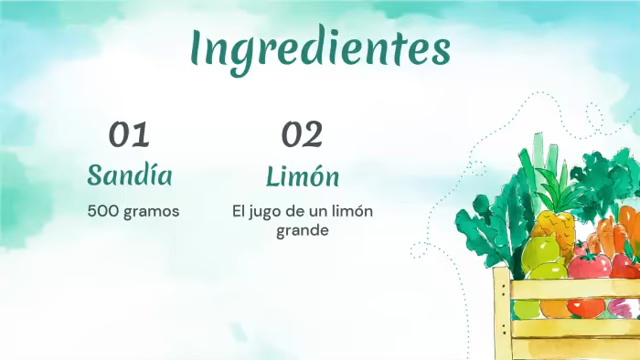 Ingredientes
01
Sandía
500 gramos
02
Limón
El jugo de un limón
grande